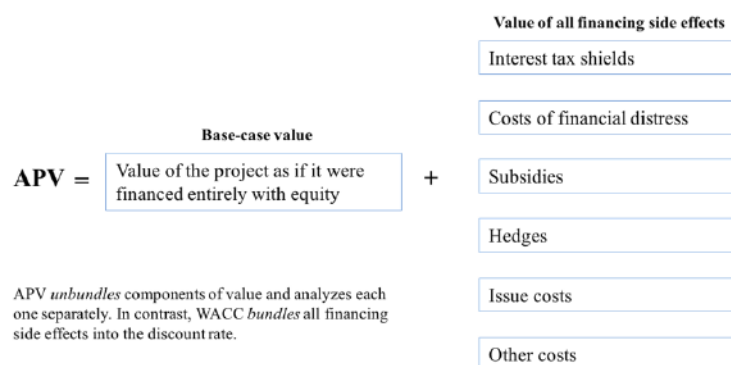 Value of all financing side effects
Interest tax shields
Costs of financial distress
Base-case value
APV =
Value of the project as if it were
financed entirely with equity
+
Subsidies
Hedges
APV unbundles components of value and analyzes each
one separately. In contrast, WACC bundles all financing
side effects into the discount rate.
Issue costs
Other costs